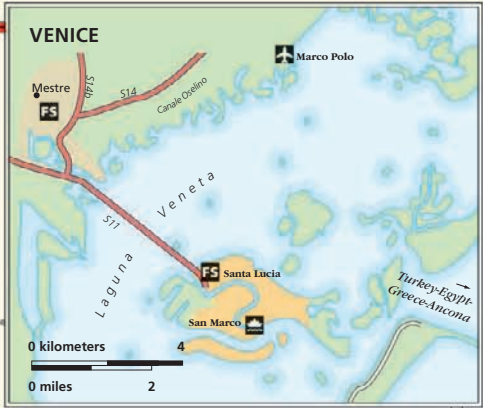 VENICE
Marco Polo
Mestre
FS
S14b
S14
Canale Oselino
S11
Laguna Veneta
FS Santa Lucia
San Marco
Turkey-Egypt-
Greece-Ancona
0 kilometers 4
0 miles 2